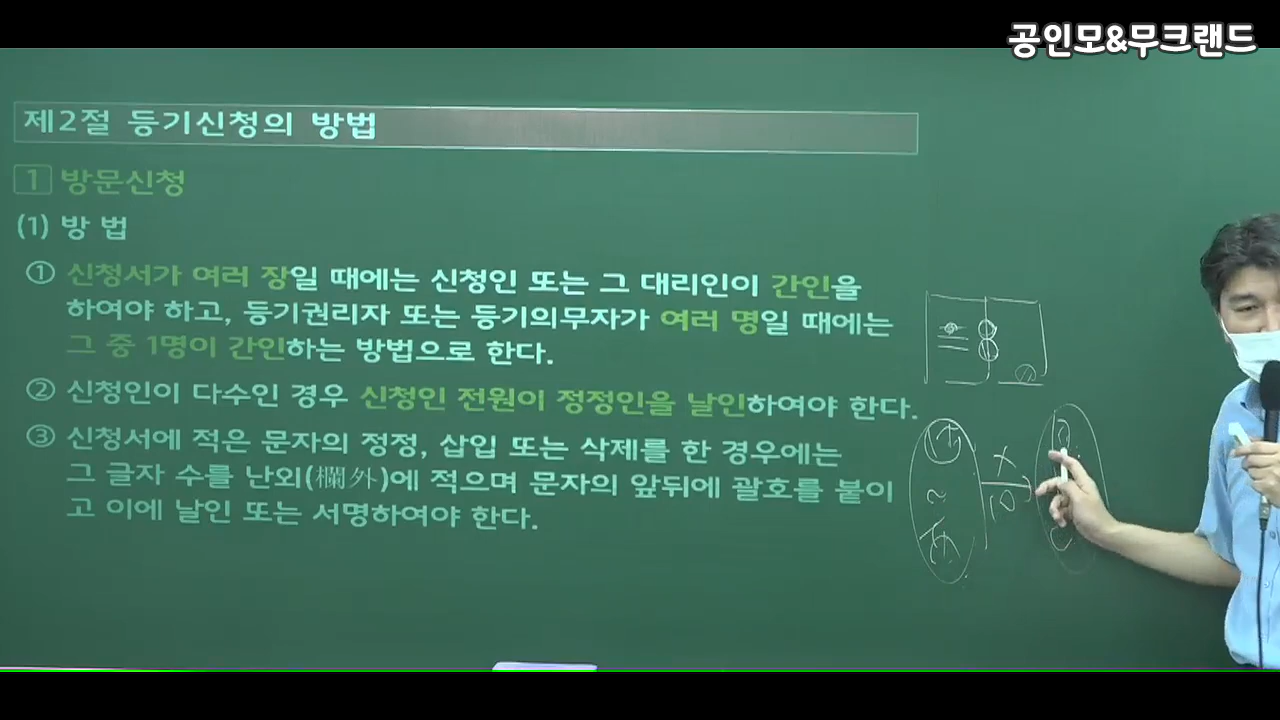 공인모&무크랜드
제2절 등기신청의 방법
1 방문신청
(1) 방 법
① 신청서가 여러 장일 때에는 신청인 또는 그 대리인이 간인을
하여야 하고, 등기권리자 또는 등기의무자가 여러 명일 때에는
그 중 1명이 간인하는 방법으로 한다.
② 신청인이 다수인 경우 신청인 전원이 정정인을 날인하여야 한다.
③ 신청서에 적은 문자의 정정, 삽입 또는 삭제를 한 경우에는
그 글자 수를 난외(欄外)에 적으며 문자의 앞뒤에 괄호를 붙이
고 이에 날인 또는 서명하여야 한다.